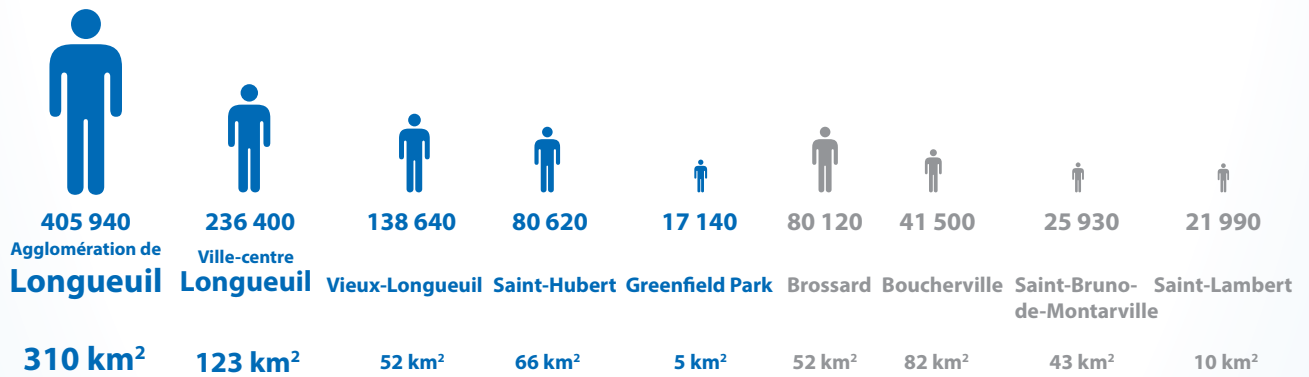 405 940 236 400 138 640 80 620 17 140 80 120 41 500 25 930 21 990
Agglomération de
Longueuil
Ville-centre
Longueuil
Vieux-Longueuil Saint-Hubert Greenfield Park Brossard Boucherville Saint-Bruno-
de-Montarville
Saint-Lambert
310 km² 123 km² 52 km² 66 km² 5 km² 52 km² 82 km² 43 km² 10 km²